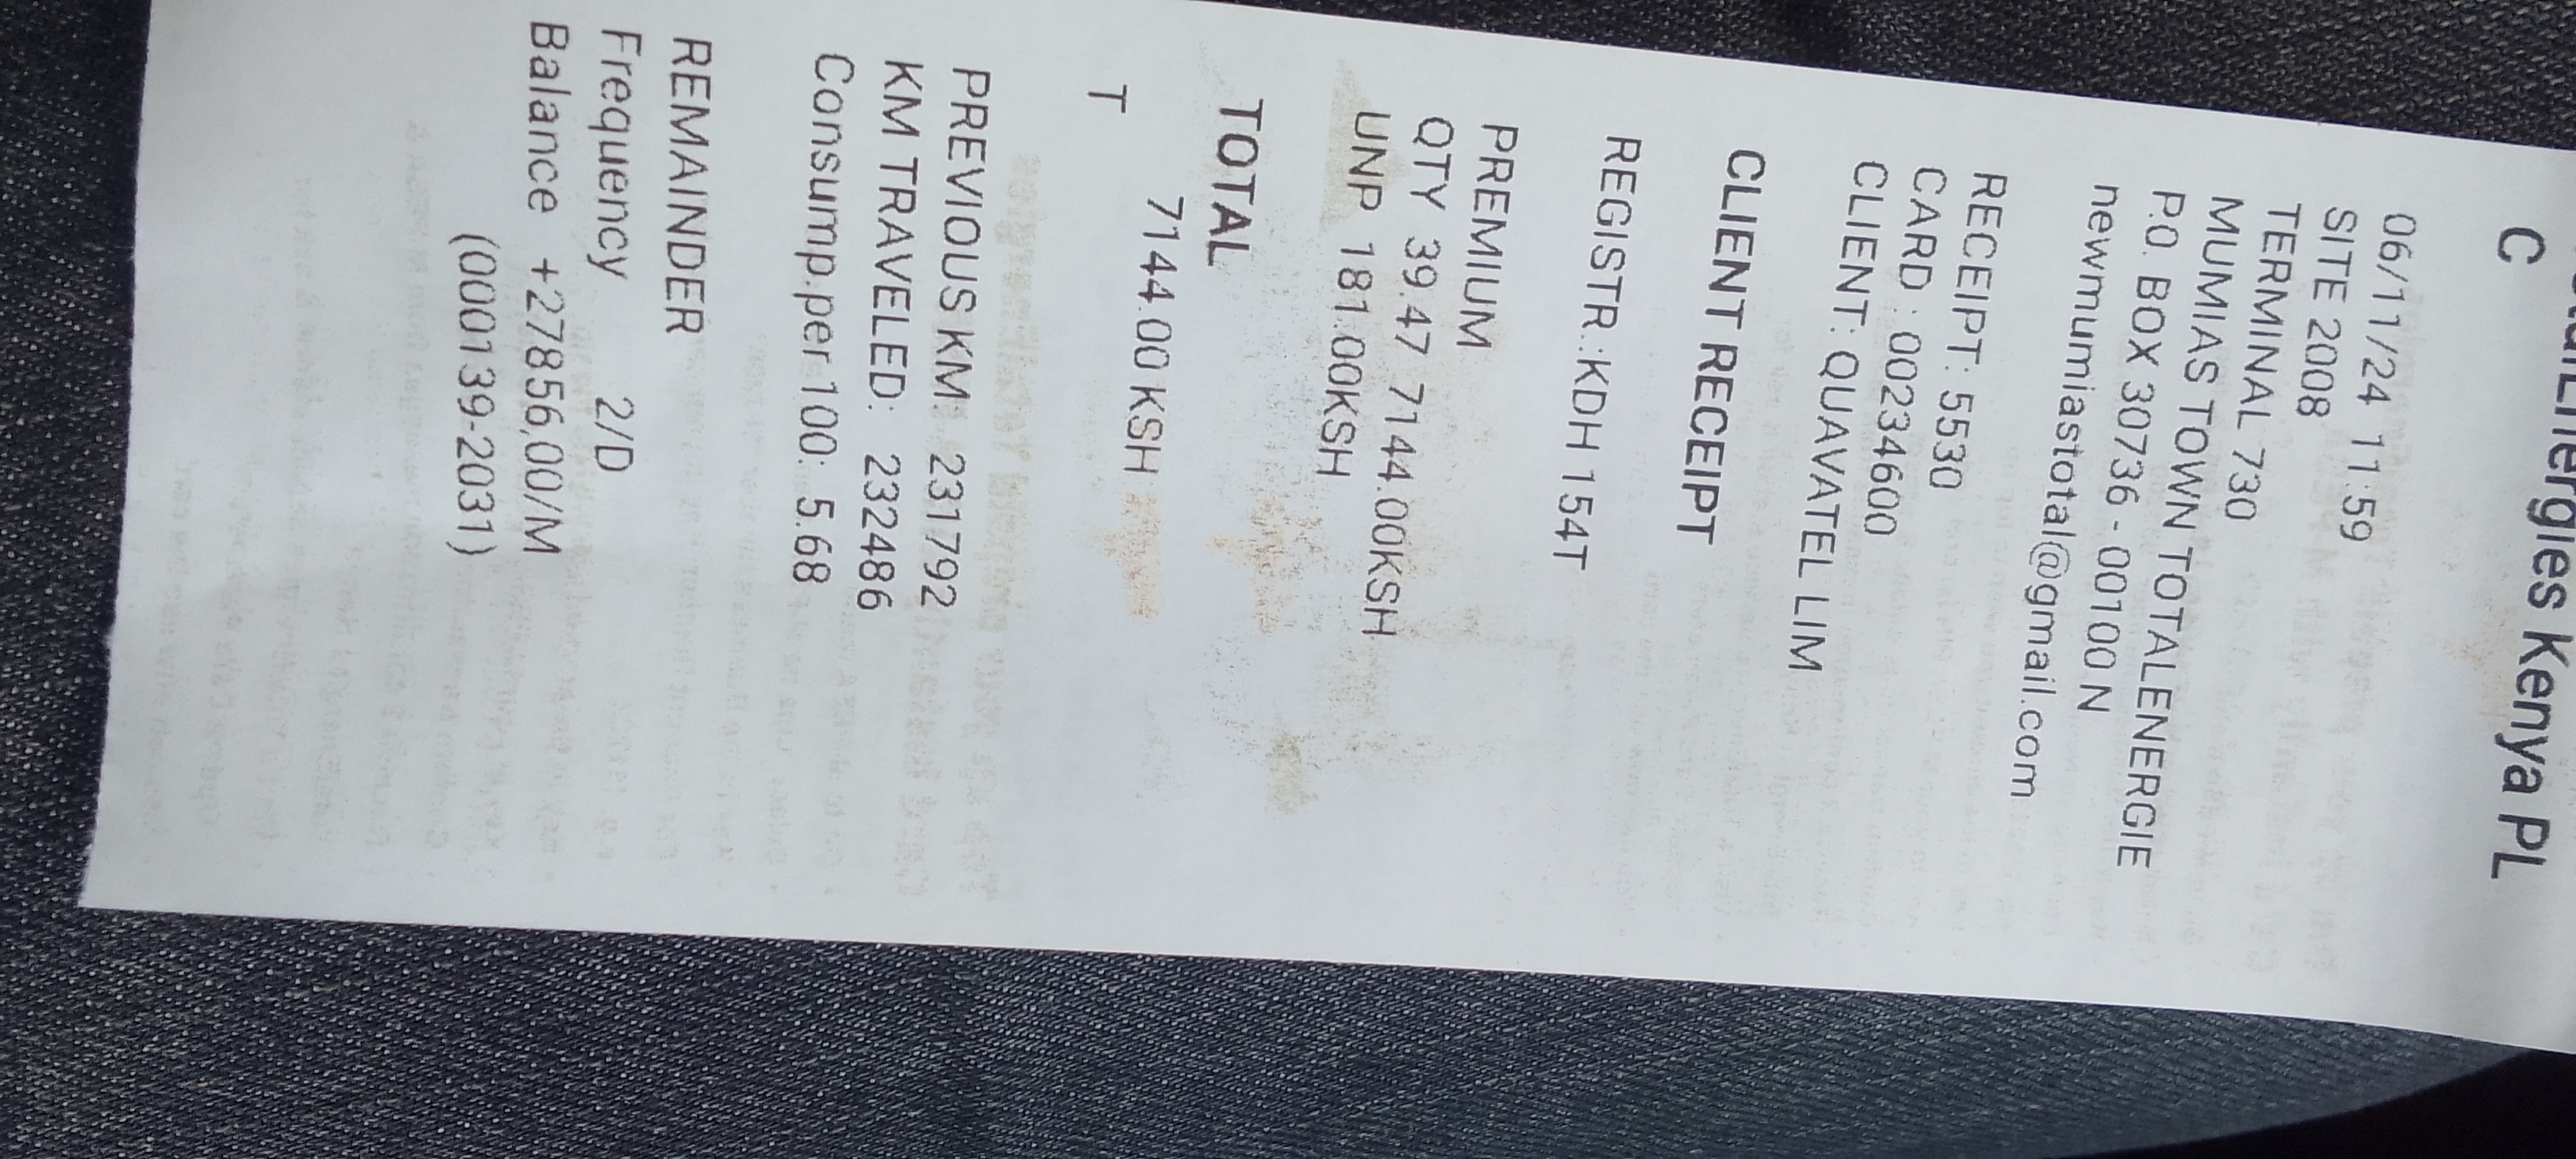 TotalEnergies Kenya PL
C
06/11/24 11:59
SITE 2008
TERMINAL 730
MUMIAS TOWN TOTALENERGIE
P.O. BOX 30736 - 00100 N
newmumiastotal@gmail.com
RECEIPT: 5530
CARD : 00234600
CLIENT: QUAVATEL LIM
CLIENT RECEIPT
REGISTR.:KDH 154T
PREMIUM
QTY 39.47 7144.00KSH
UNP 181.00KSH
TOTAL
7144.00 KSH
T
PREVIOUS KM: 231792
KM TRAVELED: 232486
Consump.per 100: 5.68
REMAINDER
Frequency 2/D
Balance +27856,00/M
(000139-2031)